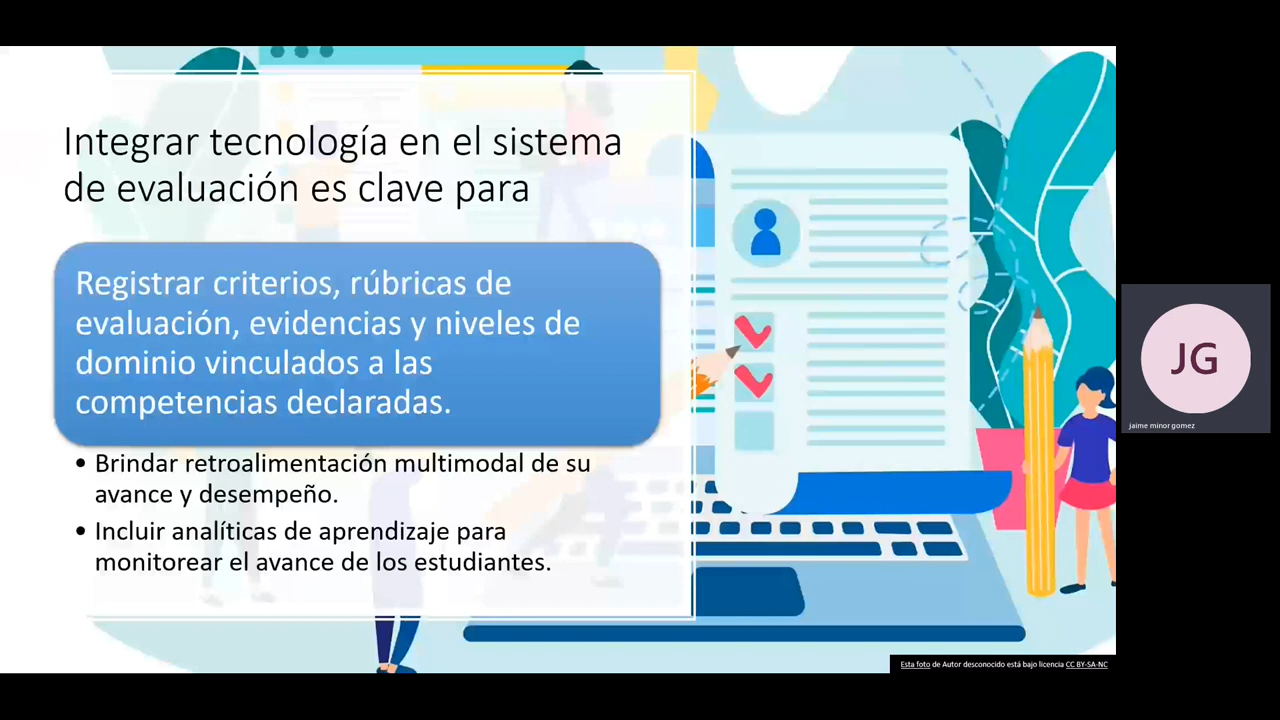 Integrar tecnología en el sistema
de evaluación es clave para
Registrar criterios, rúbricas de
evaluación, evidencias y niveles de
dominio vinculados a las
competencias declaradas.
• Brindar retroalimentación multimodal de su
avance y desempeño.
• Incluir analíticas de aprendizaje para
monitorear el avance de los estudiantes.
JG
jaime minor gomez
Esta foto de Autor desconocido está bajo licencia CC BY-SA-NC